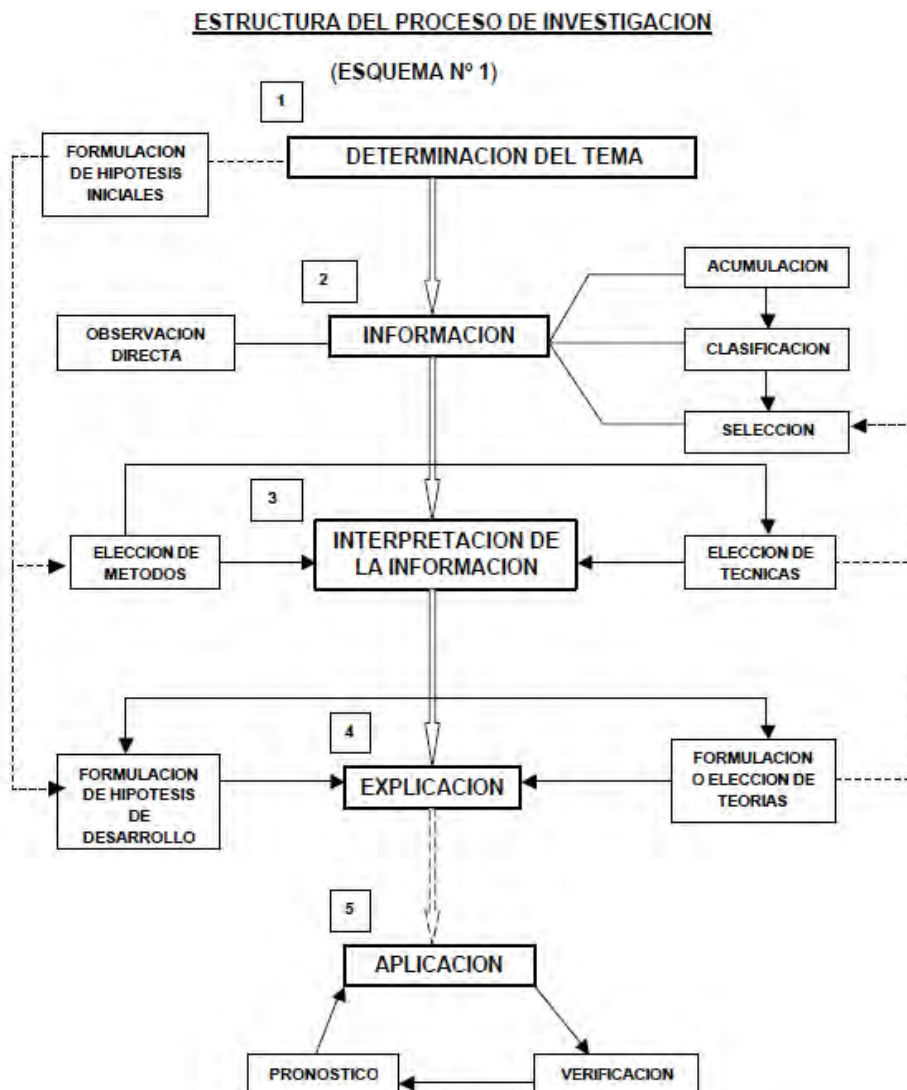 ESTRUCTURA DEL PROCESO DE INVESTIGACION
(ESQUEMA Nº 1)
1
FORMULACION
DE HIPOTESIS
INICIALES
DETERMINACION DEL TEMA
2
ACUMULACION
OBSERVACION
DIRECTA
INFORMACION
CLASIFICACION
SELECCION
3
ELECCION DE
METODOS
INTERPRETACION DE
LA INFORMACION
ELECCION DE
TECNICAS
4
FORMULACION
DE HIPOTESIS
DE
DESARROLLO
EXPLICACION
FORMULACION
O ELECCION DE
TEORIAS
5
APLICACION
PRONOSTICO
VERIFICACION